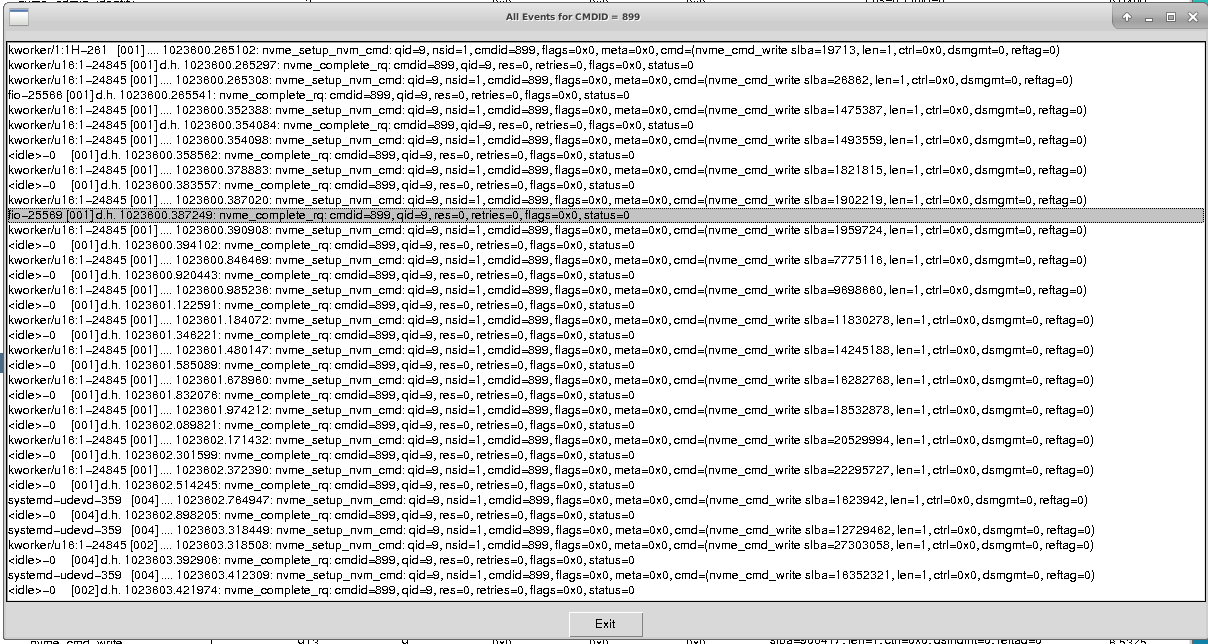 All Events for CMDID = 899
kworker/1:1H-261 [001] .... 1023600.265102: nvme_setup_nvm_cmd: qid=9, nsid=1, cmdid=899, flags=0x0, meta=0x0, cmd=(nvme_cmd_write slba=19713, len=1, ctrl=0x0, dsmgmt=0, reftag=0)
kworker/u16:1-24845 [001] d.h. 1023600.265297: nvme_complete_rq: cmdid=899, qid=9, res=0, retries=0, flags=0x0, status=0
kworker/u16:1-24845 [001] .... 1023600.265308: nvme_setup_nvm_cmd: qid=9, nsid=1, cmdid=899, flags=0x0, meta=0x0, cmd=(nvme_cmd_write slba=26862, len=1, ctrl=0x0, dsmgmt=0, reftag=0)
fio-25566 [001] d.h. 1023600.265541: nvme_complete_rq: cmdid=899, qid=9, res=0, retries=0, flags=0x0, status=0
kworker/u16:1-24845 [001] .... 1023600.352388: nvme_setup_nvm_cmd: qid=9, nsid=1, cmdid=899, flags=0x0, meta=0x0, cmd=(nvme_cmd_write slba=1475387, len=1, ctrl=0x0, dsmgmt=0, reftag=0)
kworker/u16:1-24845 [001] d.h. 1023600.354084: nvme_complete_rq: cmdid=899, qid=9, res=0, retries=0, flags=0x0, status=0
kworker/u16:1-24845 [001] .... 1023600.354098: nvme_setup_nvm_cmd: qid=9, nsid=1, cmdid=899, flags=0x0, meta=0x0, cmd=(nvme_cmd_write slba=1493559, len=1, ctrl=0x0, dsmgmt=0, reftag=0)
<idle>-0 [001] d.h. 1023600.358562: nvme_complete_rq: cmdid=899, qid=9, res=0, retries=0, flags=0x0, status=0
kworker/u16:1-24845 [001] .... 1023600.378883: nvme_setup_nvm_cmd: qid=9, nsid=1, cmdid=899, flags=0x0, meta=0x0, cmd=(nvme_cmd_write slba=1821815, len=1, ctrl=0x0, dsmgmt=0, reftag=0)
<idle>-0 [001] d.h. 1023600.383557: nvme_complete_rq: cmdid=899, qid=9, res=0, retries=0, flags=0x0, status=0
kworker/u16:1-24845 [001] .... 1023600.387020: nvme_setup_nvm_cmd: qid=9, nsid=1, cmdid=899, flags=0x0, meta=0x0, cmd=(nvme_cmd_write slba=1902219, len=1, ctrl=0x0, dsmgmt=0, reftag=0)
fio-25569 [001] d.h. 1023600.387249: nvme_complete_rq: cmdid=899, qid=9, res=0, retries=0, flags=0x0, status=0
kworker/u16:1-24845 [001] .... 1023600.390908: nvme_setup_nvm_cmd: qid=9, nsid=1, cmdid=899, flags=0x0, meta=0x0, cmd=(nvme_cmd_write slba=1959724, len=1, ctrl=0x0, dsmgmt=0, reftag=0)
<idle>-0 [001] d.h. 1023600.394102: nvme_complete_rq: cmdid=899, qid=9, res=0, retries=0, flags=0x0, status=0
kworker/u16:1-24845 [001] .... 1023600.846469: nvme_setup_nvm_cmd: qid=9, nsid=1, cmdid=899, flags=0x0, meta=0x0, cmd=(nvme_cmd_write slba=7775116, len=1, ctrl=0x0, dsmgmt=0, reftag=0)
<idle>-0 [001] d.h. 1023600.920443: nvme_complete_rq: cmdid=899, qid=9, res=0, retries=0, flags=0x0, status=0
kworker/u16:1-24845 [001] .... 1023600.985236: nvme_setup_nvm_cmd: qid=9, nsid=1, cmdid=899, flags=0x0, meta=0x0, cmd=(nvme_cmd_write slba=9698660, len=1, ctrl=0x0, dsmgmt=0, reftag=0)
<idle>-0 [001] d.h. 1023601.122591: nvme_complete_rq: cmdid=899, qid=9, res=0, retries=0, flags=0x0, status=0
kworker/u16:1-24845 [001] .... 1023601.184072: nvme_setup_nvm_cmd: qid=9, nsid=1, cmdid=899, flags=0x0, meta=0x0, cmd=(nvme_cmd_write slba=11830278, len=1, ctrl=0x0, dsmgmt=0, reftag=0)
<idle>-0 [001] d.h. 1023601.346221: nvme_complete_rq: cmdid=899, qid=9, res=0, retries=0, flags=0x0, status=0
kworker/u16:1-24845 [001] .... 1023601.480147: nvme_setup_nvm_cmd: qid=9, nsid=1, cmdid=899, flags=0x0, meta=0x0, cmd=(nvme_cmd_write slba=14245188, len=1, ctrl=0x0, dsmgmt=0, reftag=0)
<idle>-0 [001] d.h. 1023601.585089: nvme_complete_rq: cmdid=899, qid=9, res=0, retries=0, flags=0x0, status=0
kworker/u16:1-24845 [001] .... 1023601.678960: nvme_setup_nvm_cmd: qid=9, nsid=1, cmdid=899, flags=0x0, meta=0x0, cmd=(nvme_cmd_write slba=16282768, len=1, ctrl=0x0, dsmgmt=0, reftag=0)
<idle>-0 [001] d.h. 1023601.832076: nvme_complete_rq: cmdid=899, qid=9, res=0, retries=0, flags=0x0, status=0
kworker/u16:1-24845 [001] .... 1023601.974212: nvme_setup_nvm_cmd: qid=9, nsid=1, cmdid=899, flags=0x0, meta=0x0, cmd=(nvme_cmd_write slba=18532878, len=1, ctrl=0x0, dsmgmt=0, reftag=0)
<idle>-0 [001] d.h. 1023602.089821: nvme_complete_rq: cmdid=899, qid=9, res=0, retries=0, flags=0x0, status=0
kworker/u16:1-24845 [001] .... 1023602.171432: nvme_setup_nvm_cmd: qid=9, nsid=1, cmdid=899, flags=0x0, meta=0x0, cmd=(nvme_cmd_write slba=20529994, len=1, ctrl=0x0, dsmgmt=0, reftag=0)
<idle>-0 [001] d.h. 1023602.301599: nvme_complete_rq: cmdid=899, qid=9, res=0, retries=0, flags=0x0, status=0
kworker/u16:1-24845 [001] .... 1023602.372390: nvme_setup_nvm_cmd: qid=9, nsid=1, cmdid=899, flags=0x0, meta=0x0, cmd=(nvme_cmd_write slba=22295727, len=1, ctrl=0x0, dsmgmt=0, reftag=0)
<idle>-0 [001] d.h. 1023602.514245: nvme_complete_rq: cmdid=899, qid=9, res=0, retries=0, flags=0x0, status=0
systemd-udevd-359 [004] .... 1023602.764947: nvme_setup_nvm_cmd: qid=9, nsid=1, cmdid=899, flags=0x0, meta=0x0, cmd=(nvme_cmd_write slba=1623942, len=1, ctrl=0x0, dsmgmt=0, reftag=0)
<idle>-0 [004] d.h. 1023602.898205: nvme_complete_rq: cmdid=899, qid=9, res=0, retries=0, flags=0x0, status=0
systemd-udevd-359 [004] .... 1023603.318449: nvme_setup_nvm_cmd: qid=9, nsid=1, cmdid=899, flags=0x0, meta=0x0, cmd=(nvme_cmd_write slba=12729462, len=1, ctrl=0x0, dsmgmt=0, reftag=0)
kworker/u16:1-24845 [002] .... 1023603.318508: nvme_setup_nvm_cmd: qid=9, nsid=1, cmdid=899, flags=0x0, meta=0x0, cmd=(nvme_cmd_write slba=27303058, len=1, ctrl=0x0, dsmgmt=0, reftag=0)
<idle>-0 [004] d.h. 1023603.392906: nvme_complete_rq: cmdid=899, qid=9, res=0, retries=0, flags=0x0, status=0
systemd-udevd-359 [004] .... 1023603.412309: nvme_setup_nvm_cmd: qid=9, nsid=1, cmdid=899, flags=0x0, meta=0x0, cmd=(nvme_cmd_write slba=16352321, len=1, ctrl=0x0, dsmgmt=0, reftag=0)
<idle>-0 [002] d.h. 1023603.421974: nvme_complete_rq: cmdid=899, qid=9, res=0, retries=0, flags=0x0, status=0
Exit